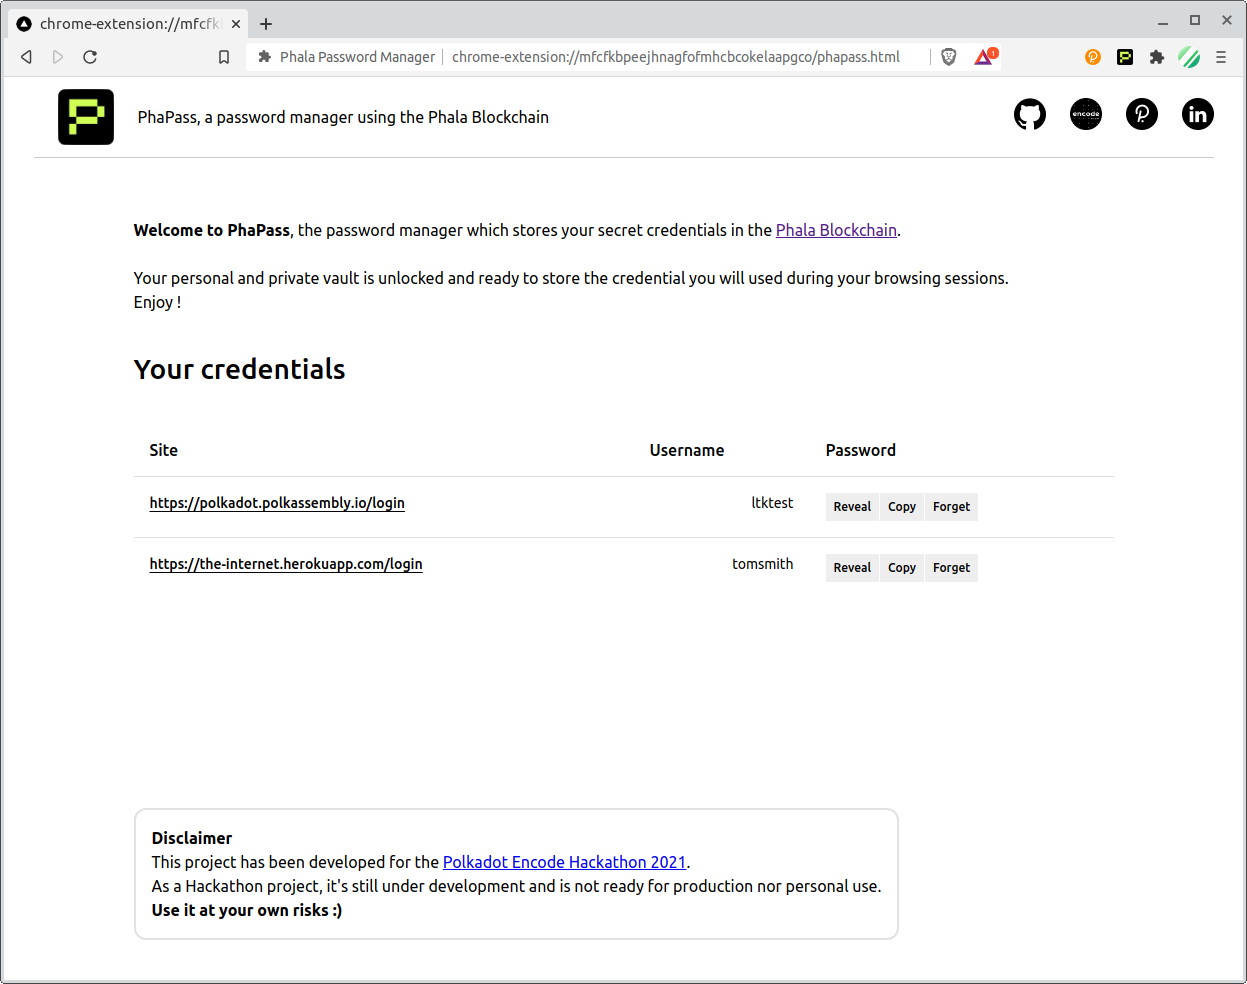 chrome-extension://mfcfk
Phala Password Manager
chrome-extension://mfcfkbpeejhnagfofmhcbcokelaapgco/phapass.html
1
PhaPass, a password manager using the Phala Blockchain
encode
in
Welcome to PhaPass, the password manager which stores your secret credentials in the Phala Blockchain.
Your personal and private vault is unlocked and ready to store the credential you will used during your browsing sessions.
Enjoy !
Your credentials
Site Username Password
https://polkadot.polkassembly.io/login ltktest Reveal Copy Forget
https://the-internet.herokuapp.com/login tomsmith Reveal Copy Forget
Disclaimer
This project has been developed for the Polkadot Encode Hackathon 2021.
As a Hackathon project, it's still under development and is not ready for production nor personal use.
Use it at your own risks :)